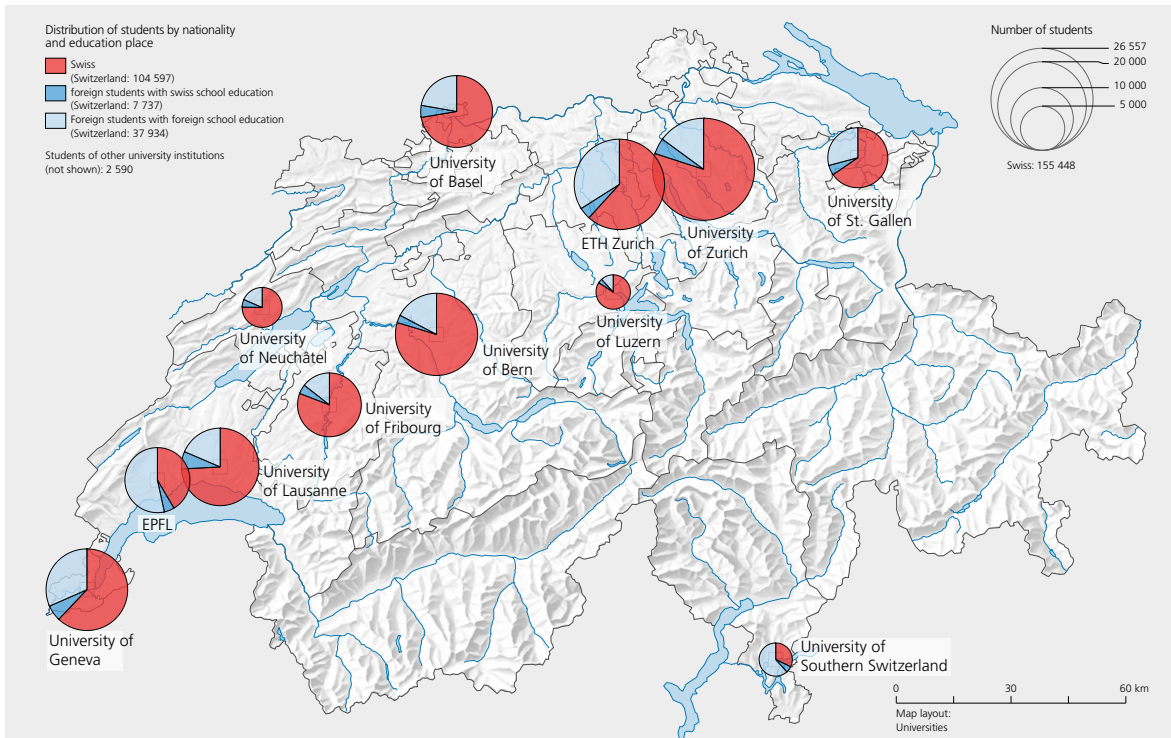 Distribution of students by nationality
and education place
Swiss
(Switzerland: 104 597)
foreign students with swiss school education
(Switzerland: 7 737)
Foreign students with foreign school education
(Switzerland: 37 934)
Students of other university institutions
(not shown): 2 590
Number of students
26 557
20 000
10 000
5 000
Swiss: 155 448
University
of Basel
ETH Zurich
University
of Zurich
University
of St. Gallen
University
of Neuchâtel
University
of Bern
University
of Luzern
University
of Fribourg
University
of Lausanne
EPFL
University of
Geneva
University of
Southern Switzerland
0 30 60 km
Map layout:
Universities